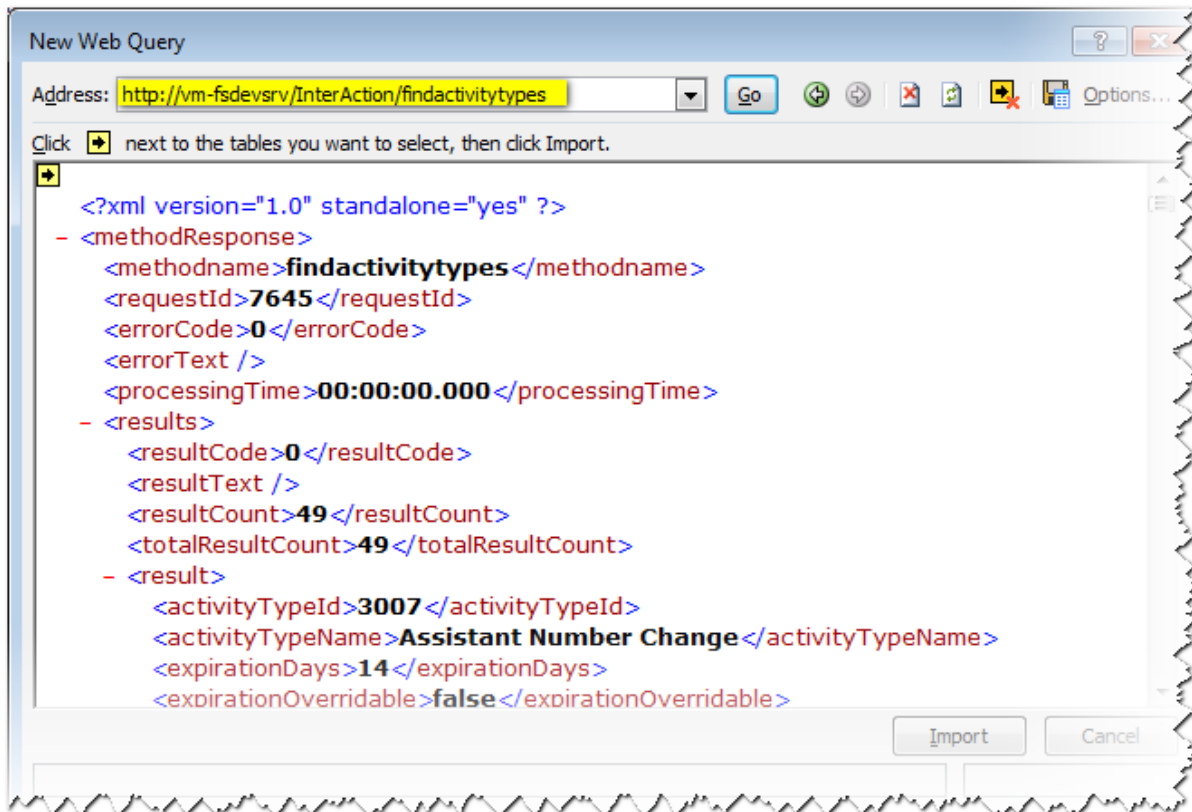 New Web Query
Address: http://vm-fsdevsrv/InterAction/findactivitytypes Go Options...
Click next to the tables you want to select, then click Import.
<?xml version="1.0" standalone="yes" ?>
- <methodResponse>
<methodname>findactivitytypes</methodname>
<requestId>7645</requestId>
<errorCode>0</errorCode>
<errorText />
<processingTime>00:00:00.000</processingTime>
- <results>
<resultCode>0</resultCode>
<resultText />
<resultCount>49</resultCount>
<totalResultCount>49</totalResultCount>
- <result>
<activityTypeId>3007</activityTypeId>
<activityTypeName>Assistant Number Change</activityTypeName>
<expirationDays>14</expirationDays>
<expirationOverridable>false</expirationOverridable>
Import Cancel